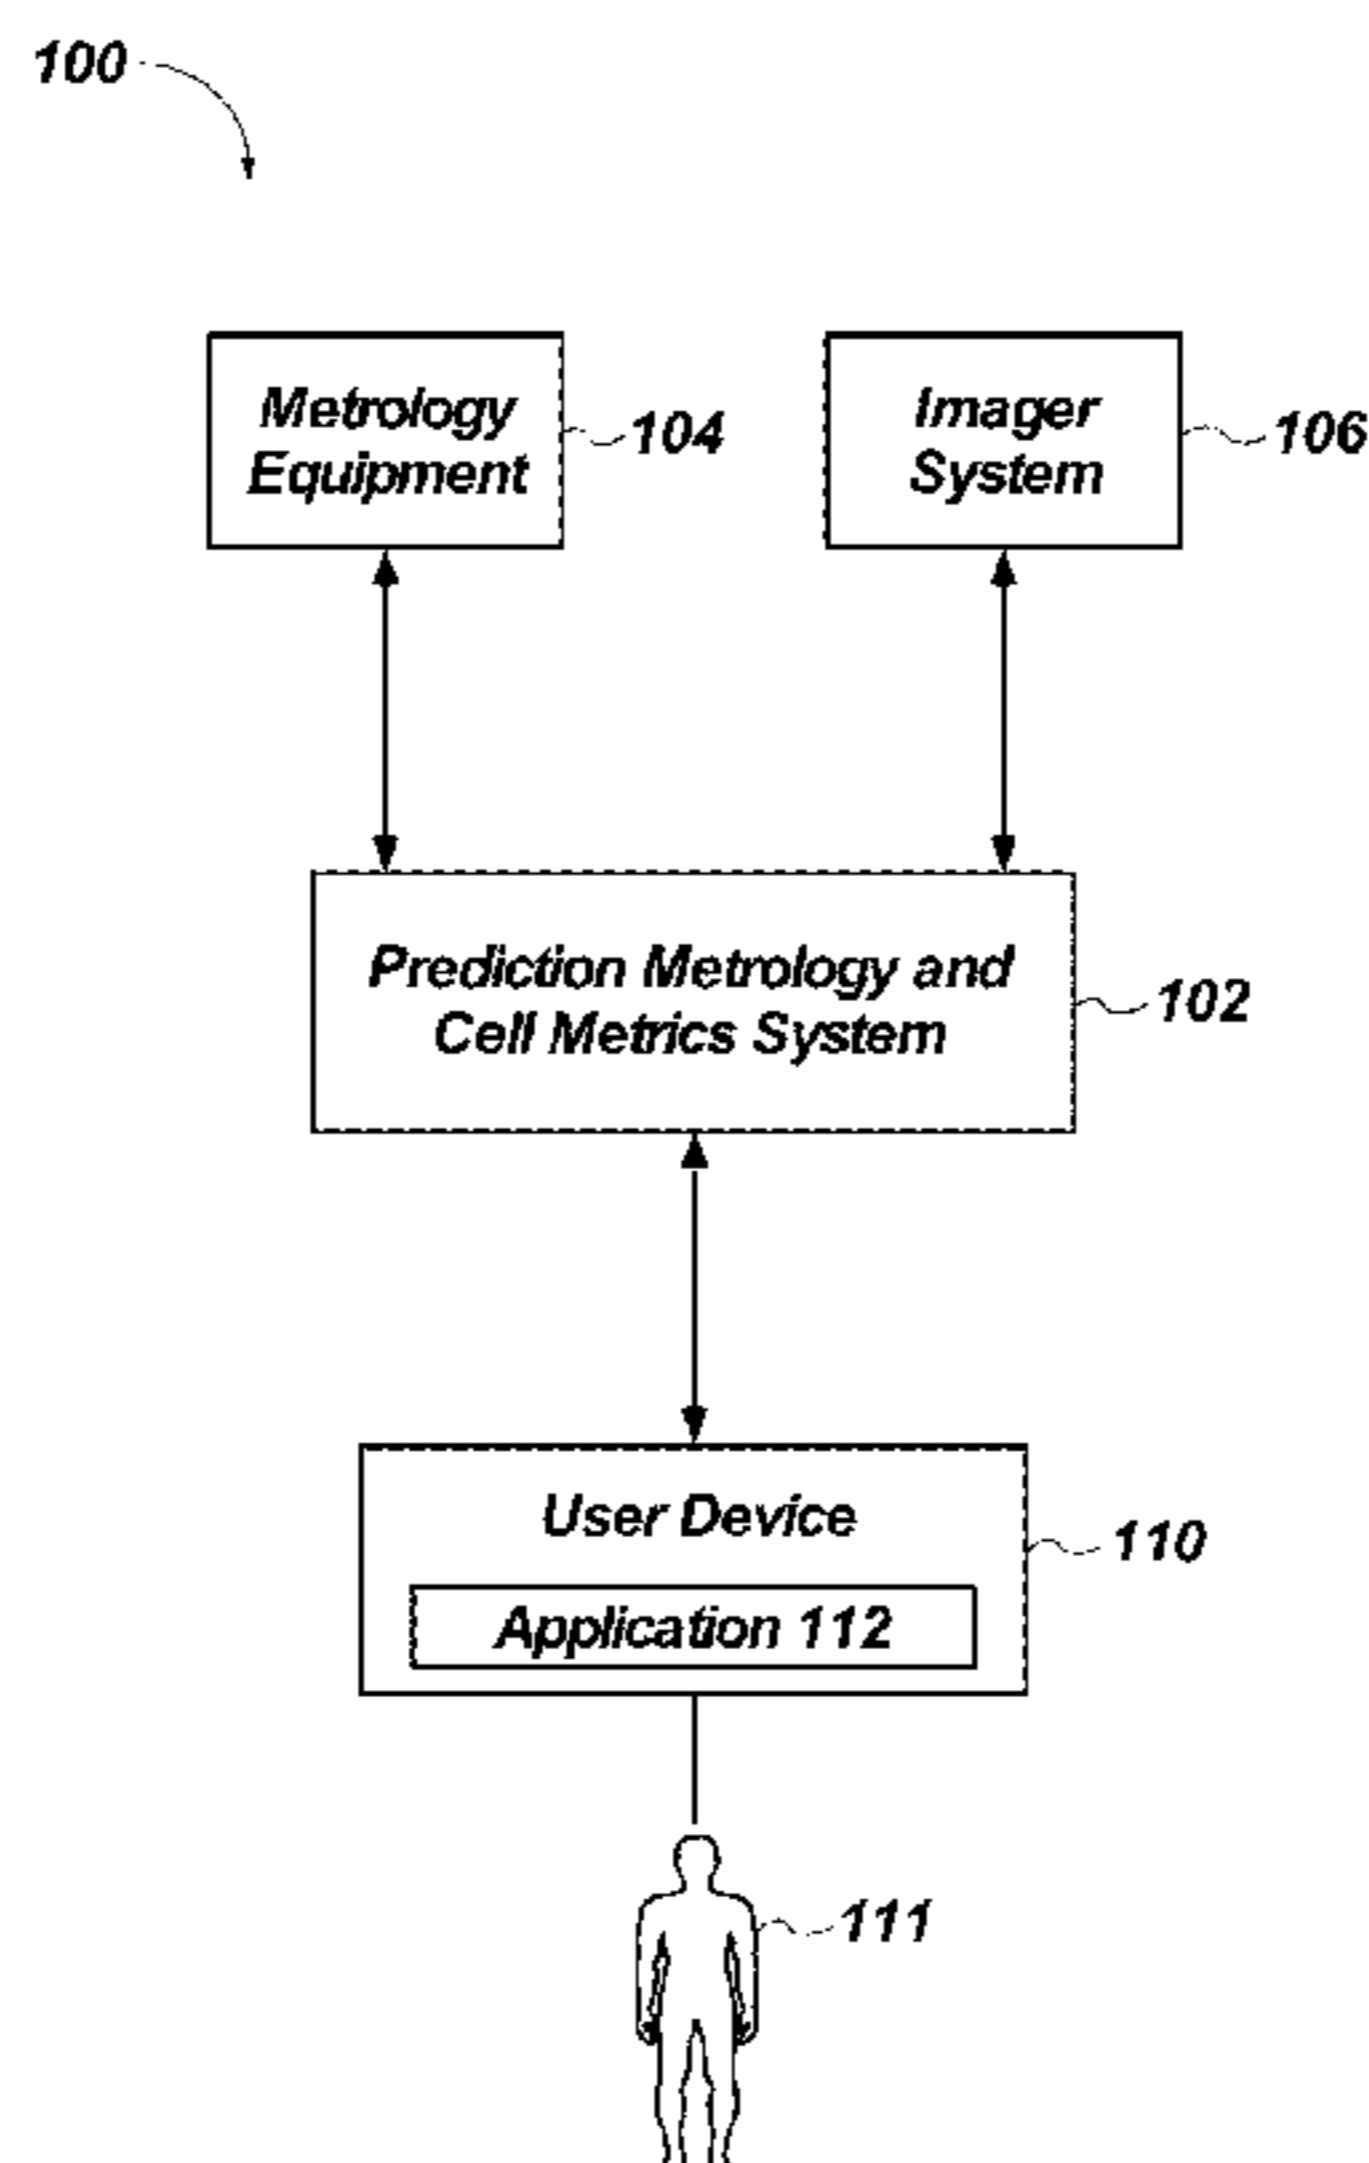 100
Metrology
Equipment
104
Imager
System
106
Prediction Metrology and
Cell Metrics System
102
User Device
110
Application 112
111